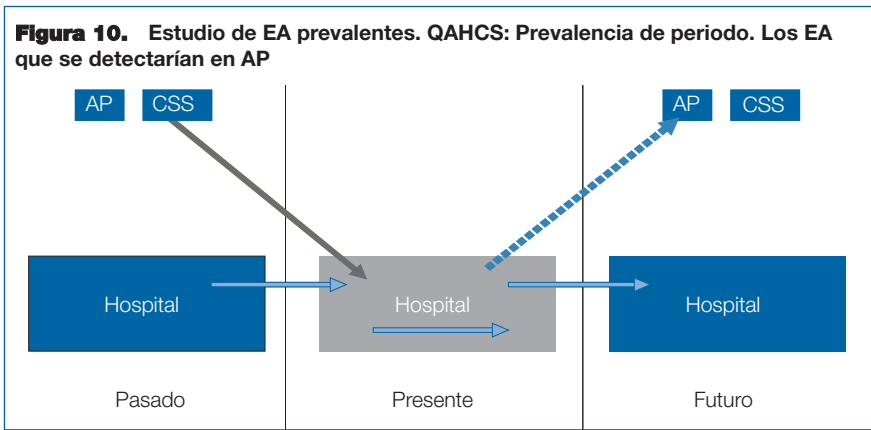 Figura 10. Estudio de EA prevalentes. QAHCS: Prevalencia de periodo. Los EA
que se detectarían en AP
AP CSS AP CSS
Hospital Hospital Hospital
Pasado Presente Futuro